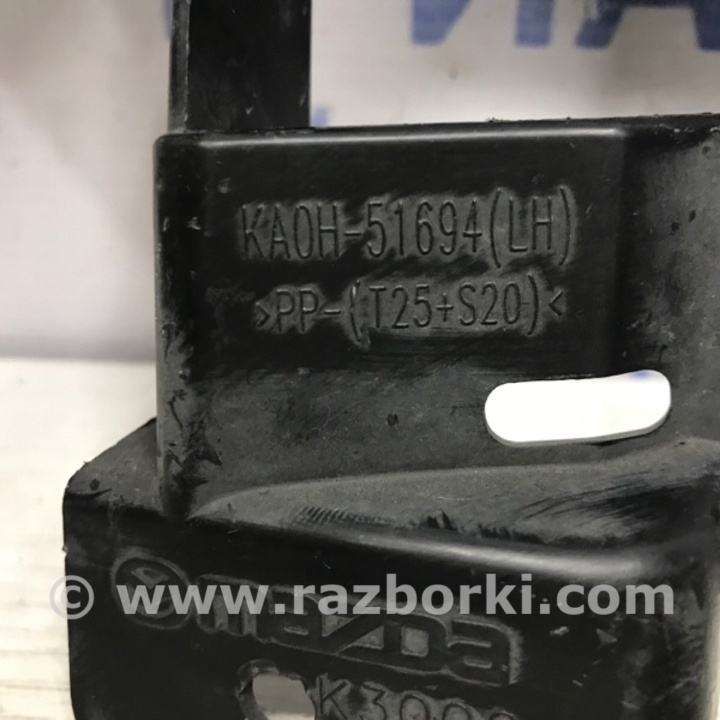 KA0H-51694(LH)
>PP-(T25+S20)<
© www.razborki.com
mazda